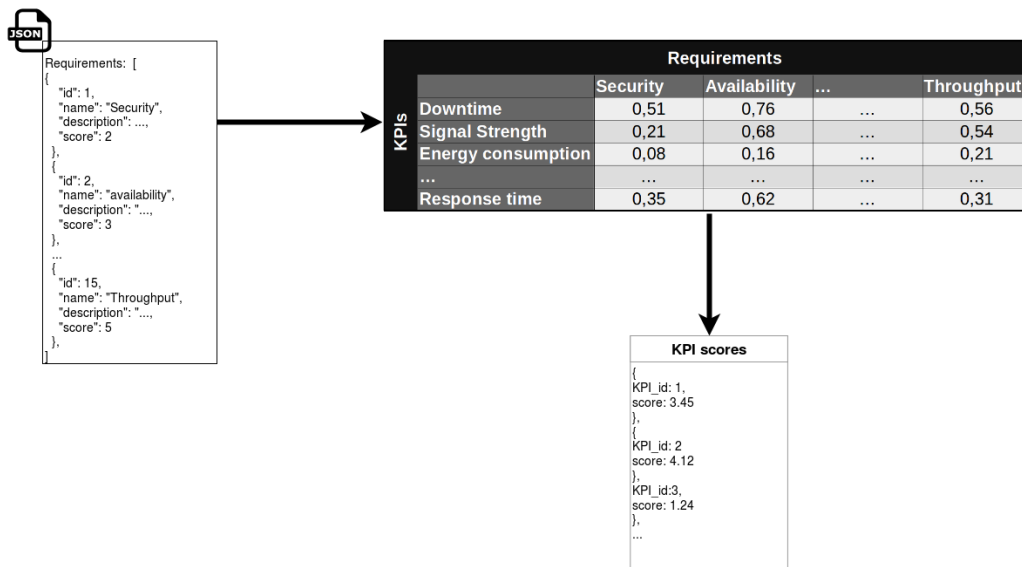 JSON
Requirements: [
{
"id": 1,
"name": "Security",
"description": ...,
"score": 2
},
{
"id": 2,
"name": "availability",
"description": "...,
"score": 3
},
...
{
"id": 15,
"name": "Throughput",
"description": "...,
"score": 5
},
]
Requirements
KPIs
Security Availability ... Throughput
Downtime 0,51 0,76 ... 0,56
Signal Strength 0,21 0,68 ... 0,54
Energy consumption 0,08 0,16 ... 0,21
... ... ... ... ...
Response time 0,35 0,62 ... 0,31
KPI scores
{
KPI_id: 1,
score: 3.45
},
{
KPI_id: 2
score: 4.12
},
KPI_id:3,
score: 1.24
},
...